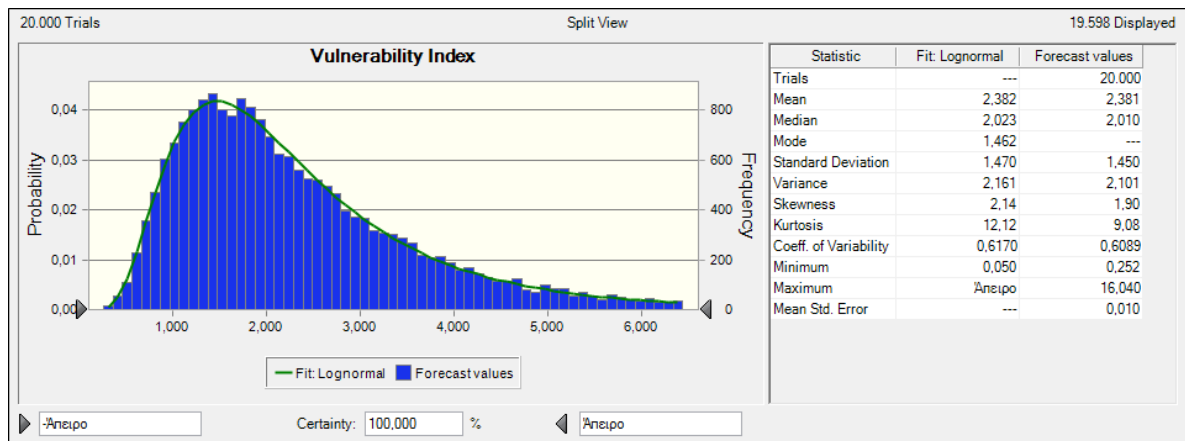 20.000 Trials Split View 19.598 Displayed
Vulnerability Index
Probability
0,04
0,03
0,02
0,01
0,00
800
600
400
200
0
Frequency
1,000 2,000 3,000 4,000 5,000 6,000
Fit: Lognormal Forecast values
Statistic Fit: Lognormal Forecast values
Trials --- 20.000
Mean 2,382 2,381
Median 2,023 2,010
Mode 1,462 ---
Standard Deviation 1,470 1,450
Variance 2,161 2,101
Skewness 2,14 1,90
Kurtosis 12,12 9,08
Coeff. of Variability 0,6170 0,6089
Minimum 0,050 0,252
Maximum Άπειρο 16,040
Mean Std. Error --- 0,010
-Άπειρο Certainty: 100,000 % Άπειρο